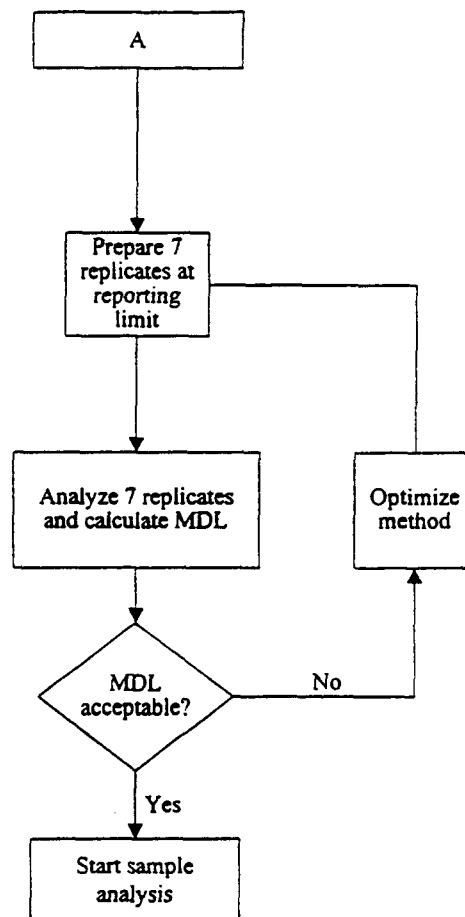 A
Prepare 7
replicates at
reporting
limit
Analyze 7 replicates
and calculate MDL
Optimize
method
MDL
acceptable?
No
Yes
Start sample
analysis